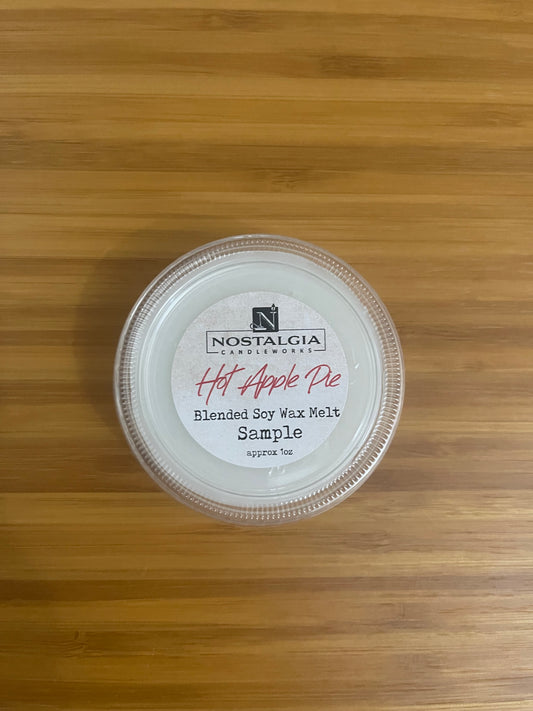 N
NOSTALGIA
CANDLEWORKS
Hot Apple Pie
Blended Soy Wax Melt
Sample
approx 1oz